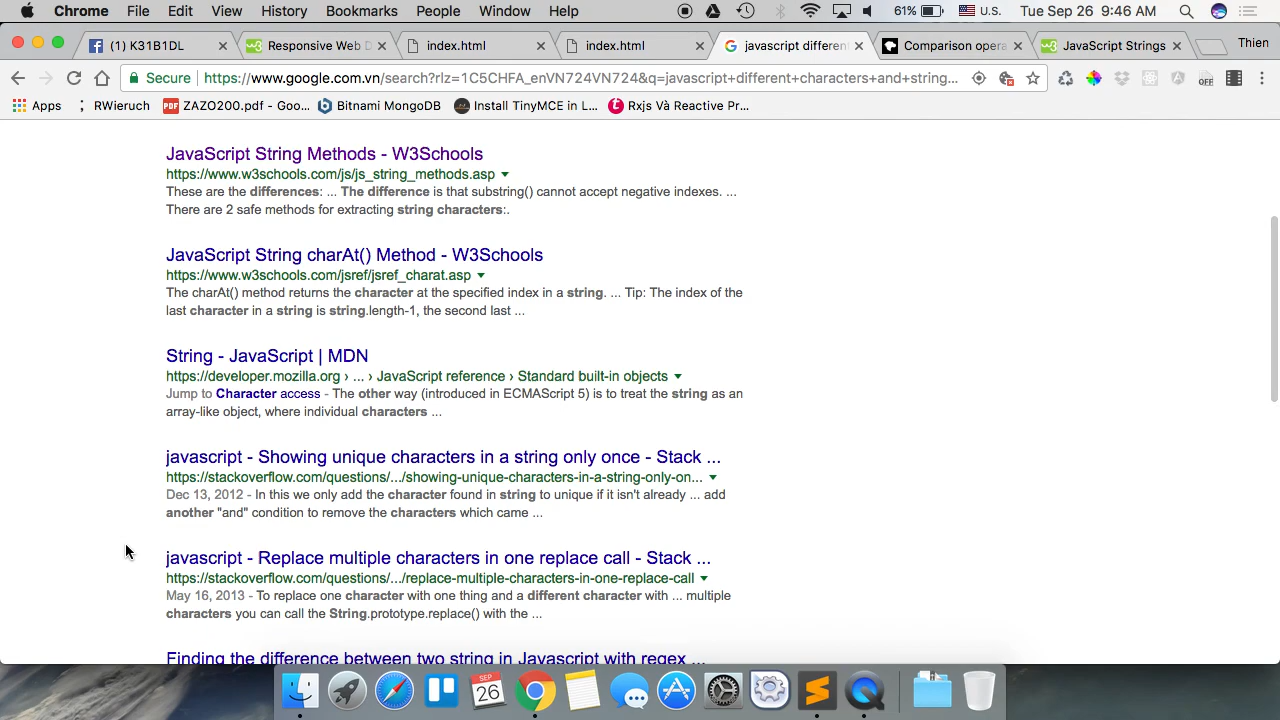 Chrome File Edit View History Bookmarks People Window Help 61% U.S. Tue Sep 26 9:46 AM
(1) K31B1DL Responsive Web D index.html index.html javascript differen Comparison opera JavaScript Strings Thien
Secure https://www.google.com.vn/search?rlz=1C5CHFA_enVN724VN724&q=javascript+different+characters+and+string...
Apps RWieruch ZAZO200.pdf - Goo... Bitnami MongoDB Install TinyMCE in L... Rxjs Và Reactive Pr...
JavaScript String Methods - W3Schools
https://www.w3schools.com/js/js_string_methods.asp
These are the differences: ... The difference is that substring() cannot accept negative indexes. ...
There are 2 safe methods for extracting string characters:.
JavaScript String charAt() Method - W3Schools
https://www.w3schools.com/jsref/jsref_charat.asp
The charAt() method returns the character at the specified index in a string. ... Tip: The index of the
last character in a string is string.length-1, the second last ...
String - JavaScript | MDN
https://developer.mozilla.org › ... › JavaScript reference › Standard built-in objects
Jump to Character access - The other way (introduced in ECMAScript 5) is to treat the string as an
array-like object, where individual characters ...
javascript - Showing unique characters in a string only once - Stack ...
https://stackoverflow.com/questions/.../showing-unique-characters-in-a-string-only-on...
Dec 13, 2012 - In this we only add the character found in string to unique if it isn't already ... add
another "and" condition to remove the characters which came ...
javascript - Replace multiple characters in one replace call - Stack ...
https://stackoverflow.com/questions/.../replace-multiple-characters-in-one-replace-call
May 16, 2013 - To replace one character with one thing and a different character with ... multiple
characters you can call the String.prototype.replace() with the ...
Finding the difference between two string in Javascript with regex ...
SEP
26